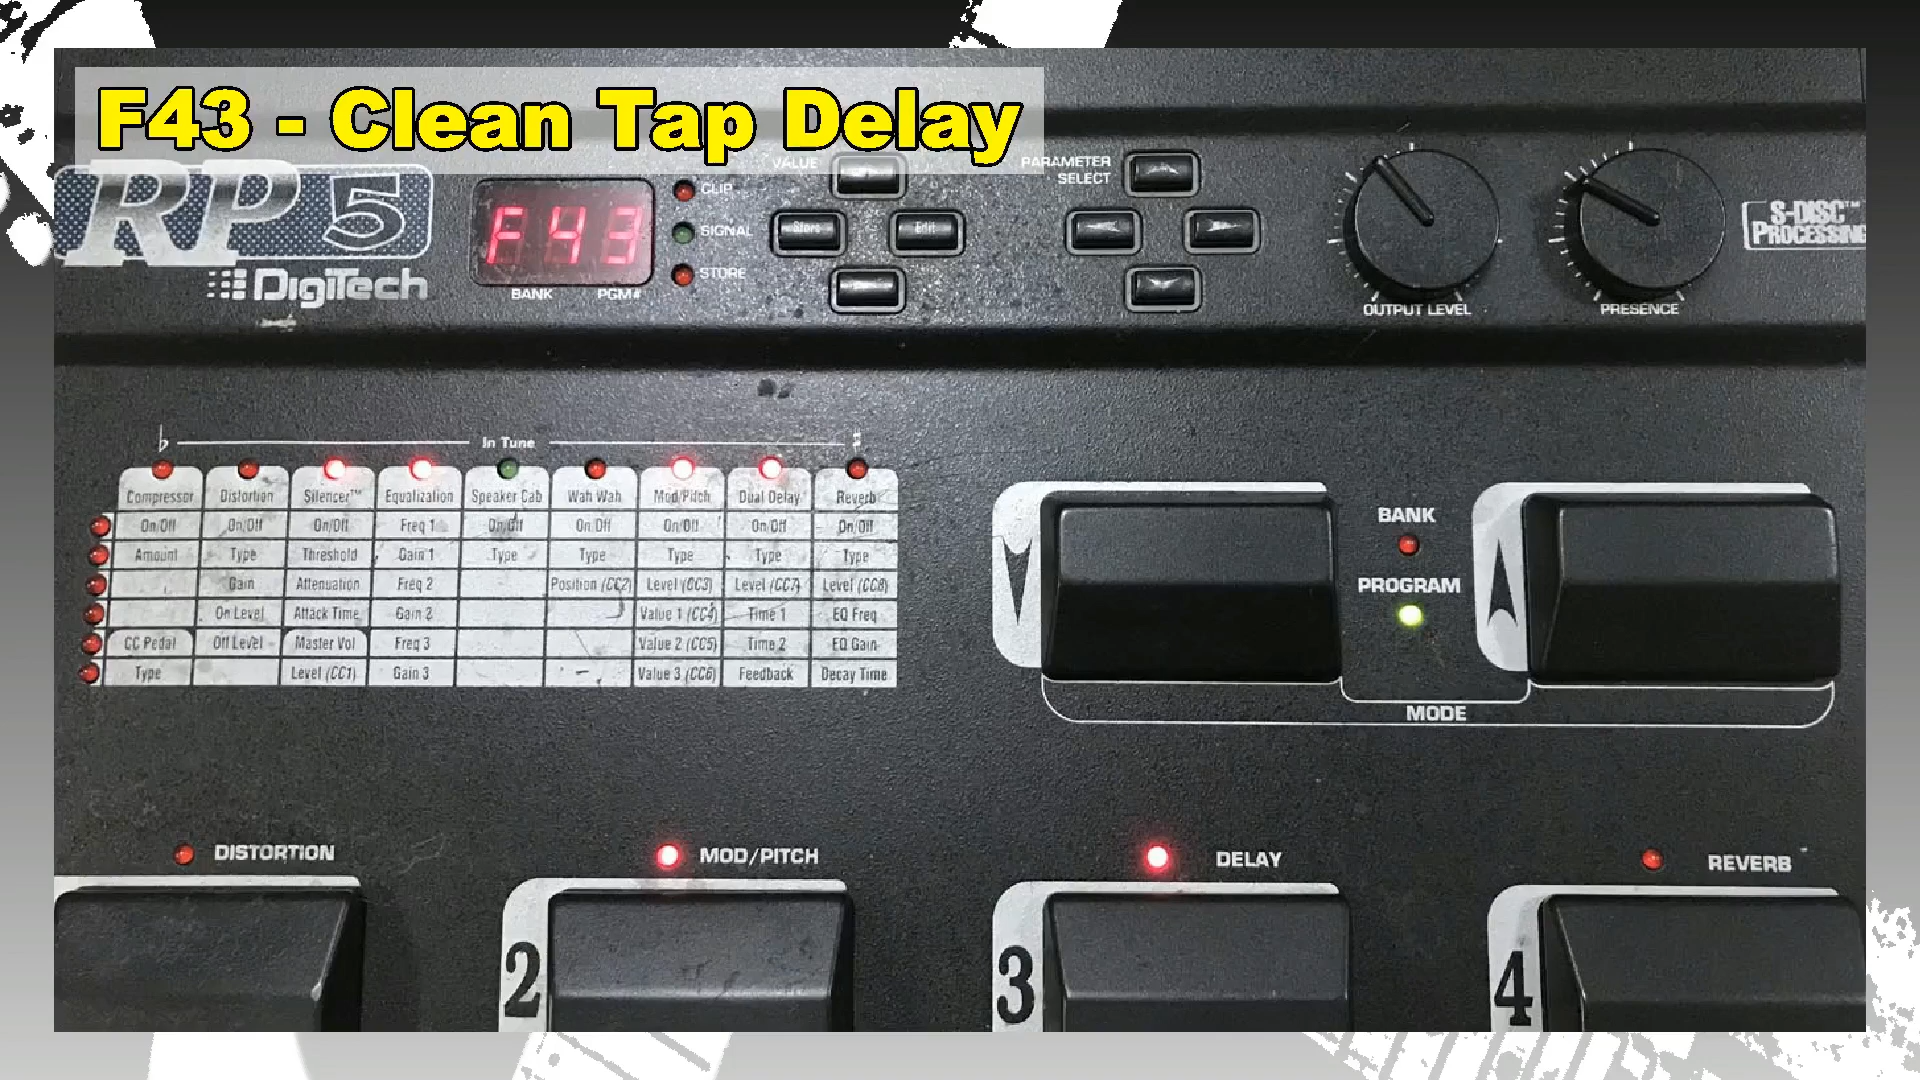 F43 - Clean Tap Delay
RP 5
DigiTech
F43
BANK PGM#
CLIP
SIGNAL
STORE
VALUE
Store Edit
PARAMETER
SELECT
OUTPUT LEVEL
PRESENCE
S-DISC™
PROCESSING
♭ In Tune ♯
Compressor Distortion Silencer™ Equalization Speaker Cab Wah Wah Mod/Pitch Dual Delay Reverb
On/Off On/Off On/Off Freq 1 On/Off On/Off On/Off On/Off On/Off
Amount Type Threshold Gain 1 Type Type Type Type Type
Gain Attenuation Freq 2 Position (CC2) Level (CC3) Level (CC7) Level (CC8)
On Level Attack Time Gain 2 Value 1 (CC4) Time 1 EQ Freq
CC Pedal Off Level Master Vol Freq 3 Value 2 (CC5) Time 2 EQ Gain
Type Level (CC1) Gain 3 Value 3 (CC6) Feedback Decay Time
BANK
PROGRAM
MODE
DISTORTION
MOD/PITCH
DELAY
REVERB
2
3
4